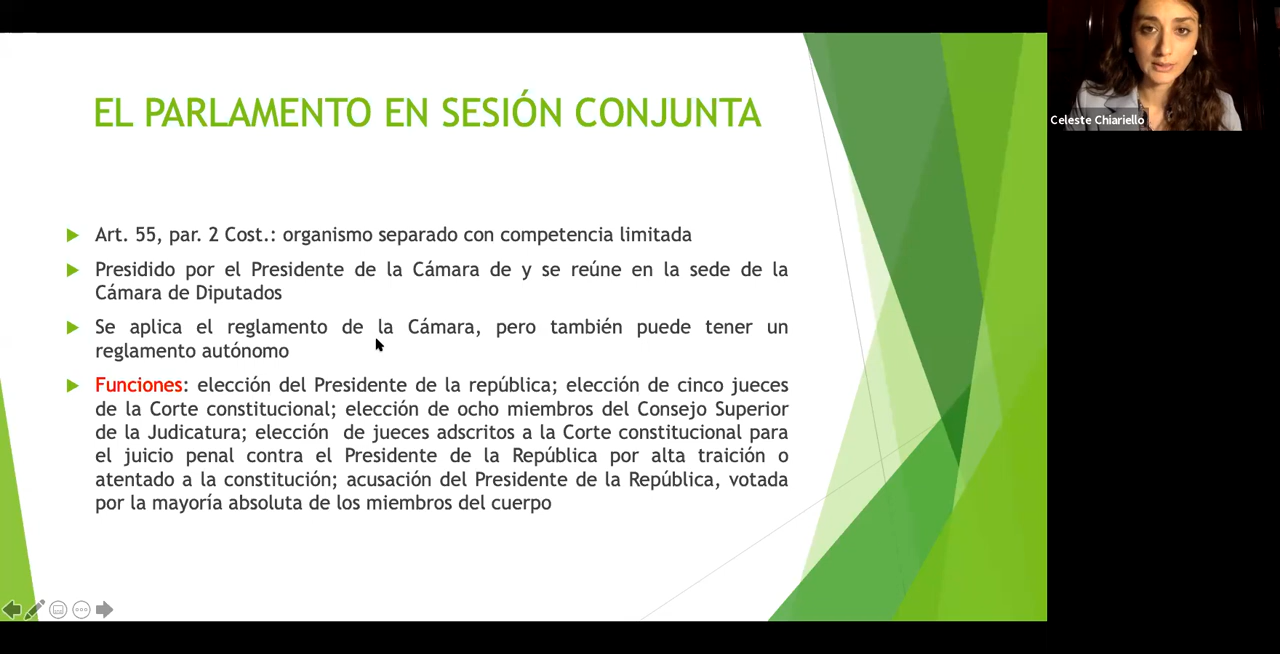 EL PARLAMENTO EN SESIÓN CONJUNTA
Art. 55, par. 2 Cost.: organismo separado con competencia limitada
Presidido por el Presidente de la Cámara de y se reúne en la sede de la
Cámara de Diputados
Se aplica el reglamento de la Cámara, pero también puede tener un
reglamento autónomo
Funciones: elección del Presidente de la república; elección de cinco jueces
de la Corte constitucional; elección de ocho miembros del Consejo Superior
de la Judicatura; elección de jueces adscritos a la Corte constitucional para
el juicio penal contra el Presidente de la República por alta traición o
atentado a la constitución; acusación del Presidente de la República, votada
por la mayoría absoluta de los miembros del cuerpo
Celeste Chiariello